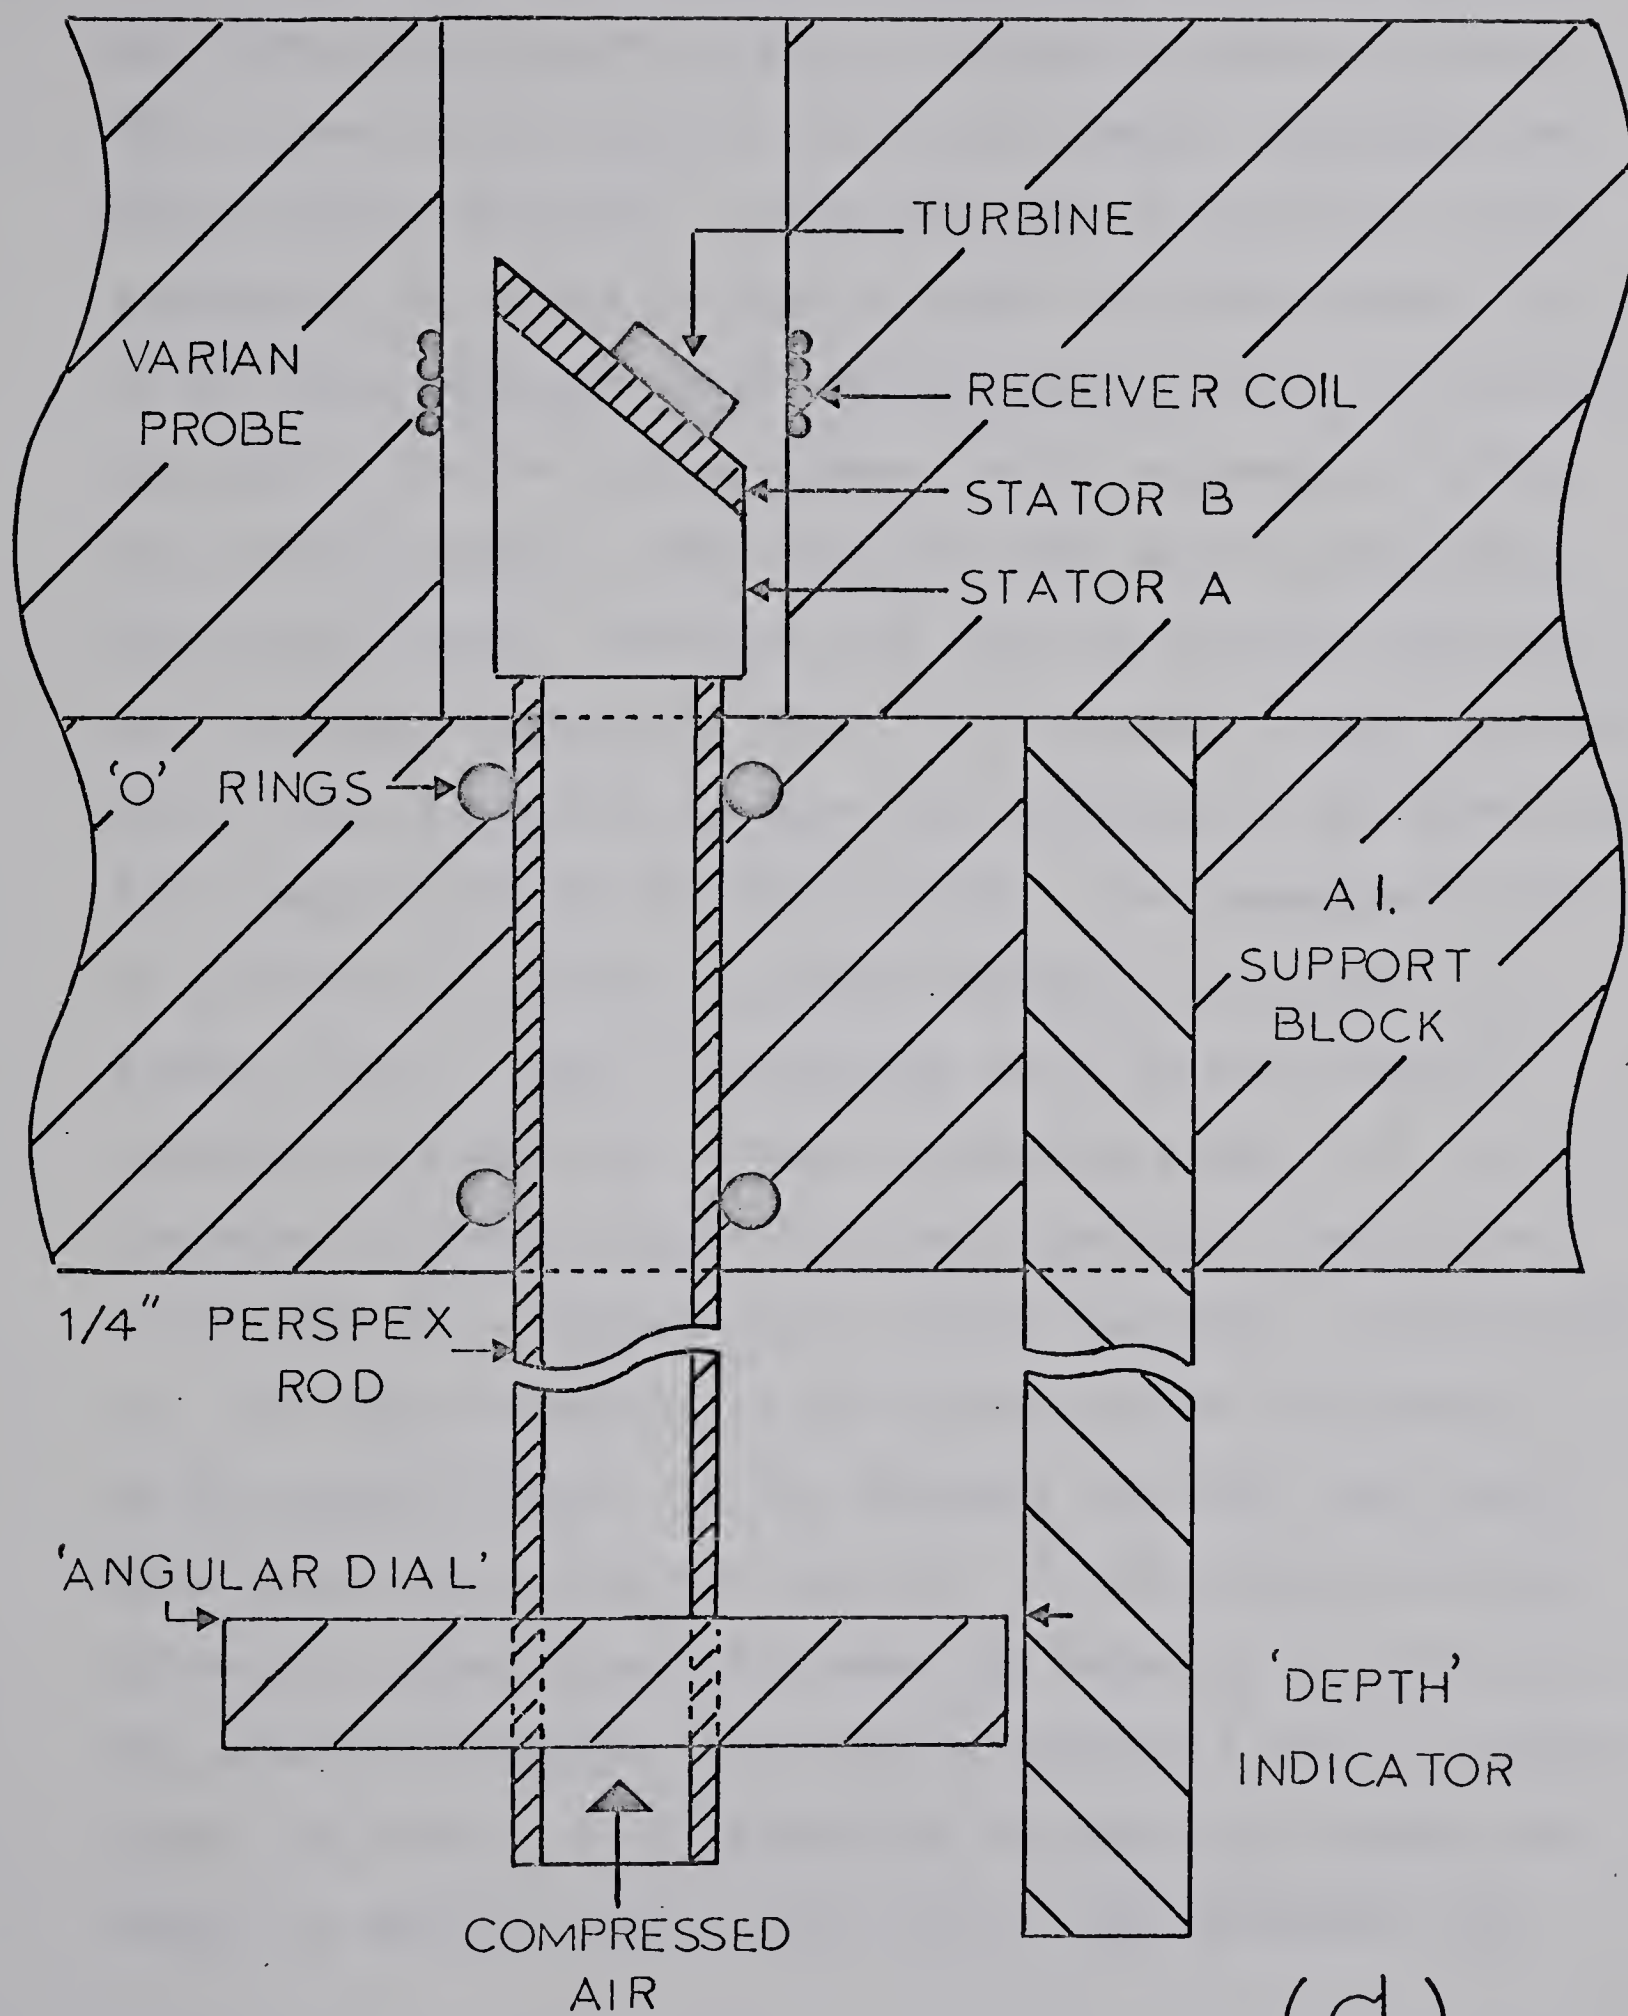 TURBINE
VARIAN
PROBE
RECEIVER COIL
STATOR B
STATOR A
'O' RINGS
Al.
SUPPORT
BLOCK
1/4" PERSPEX
ROD
'ANGULAR DIAL'
'DEPTH'
INDICATOR
COMPRESSED
AIR
(d)